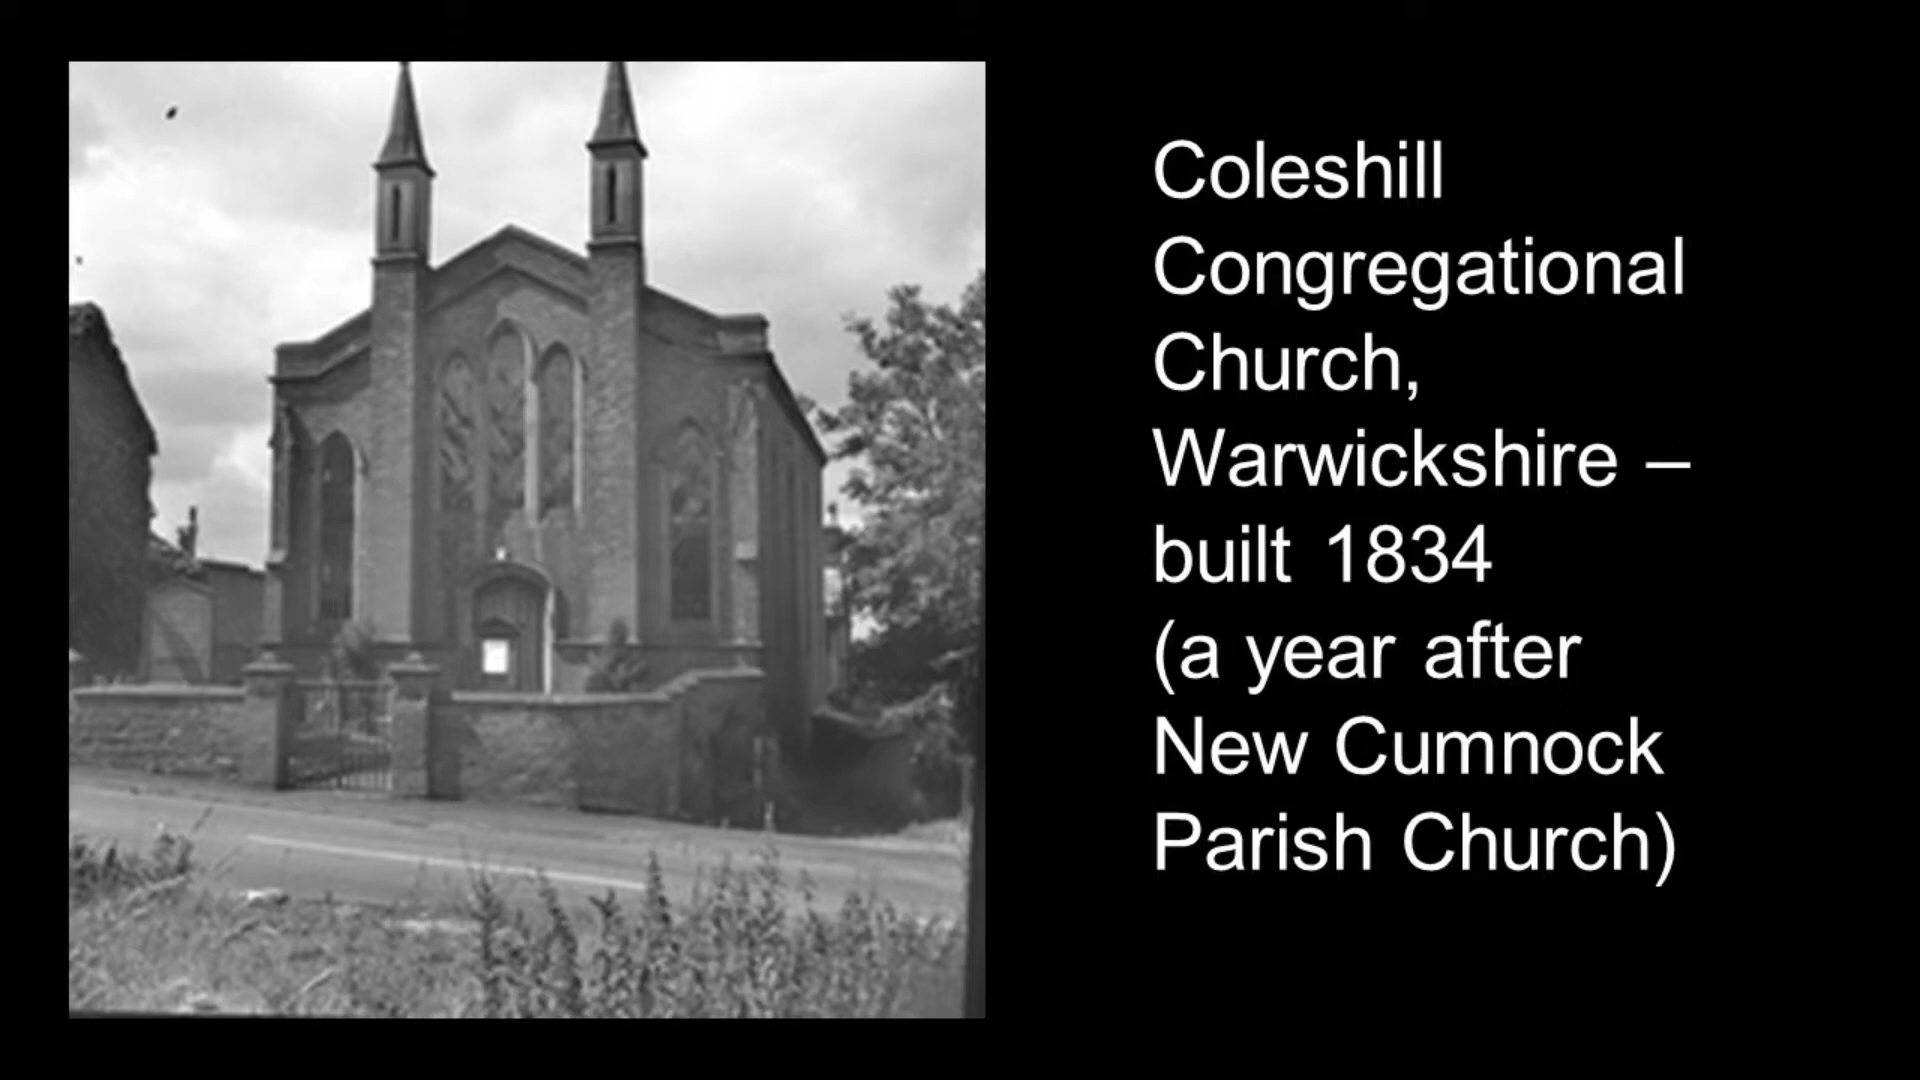 Coleshill
Congregational
Church,
Warwickshire –
built 1834
(a year after
New Cumnock
Parish Church)